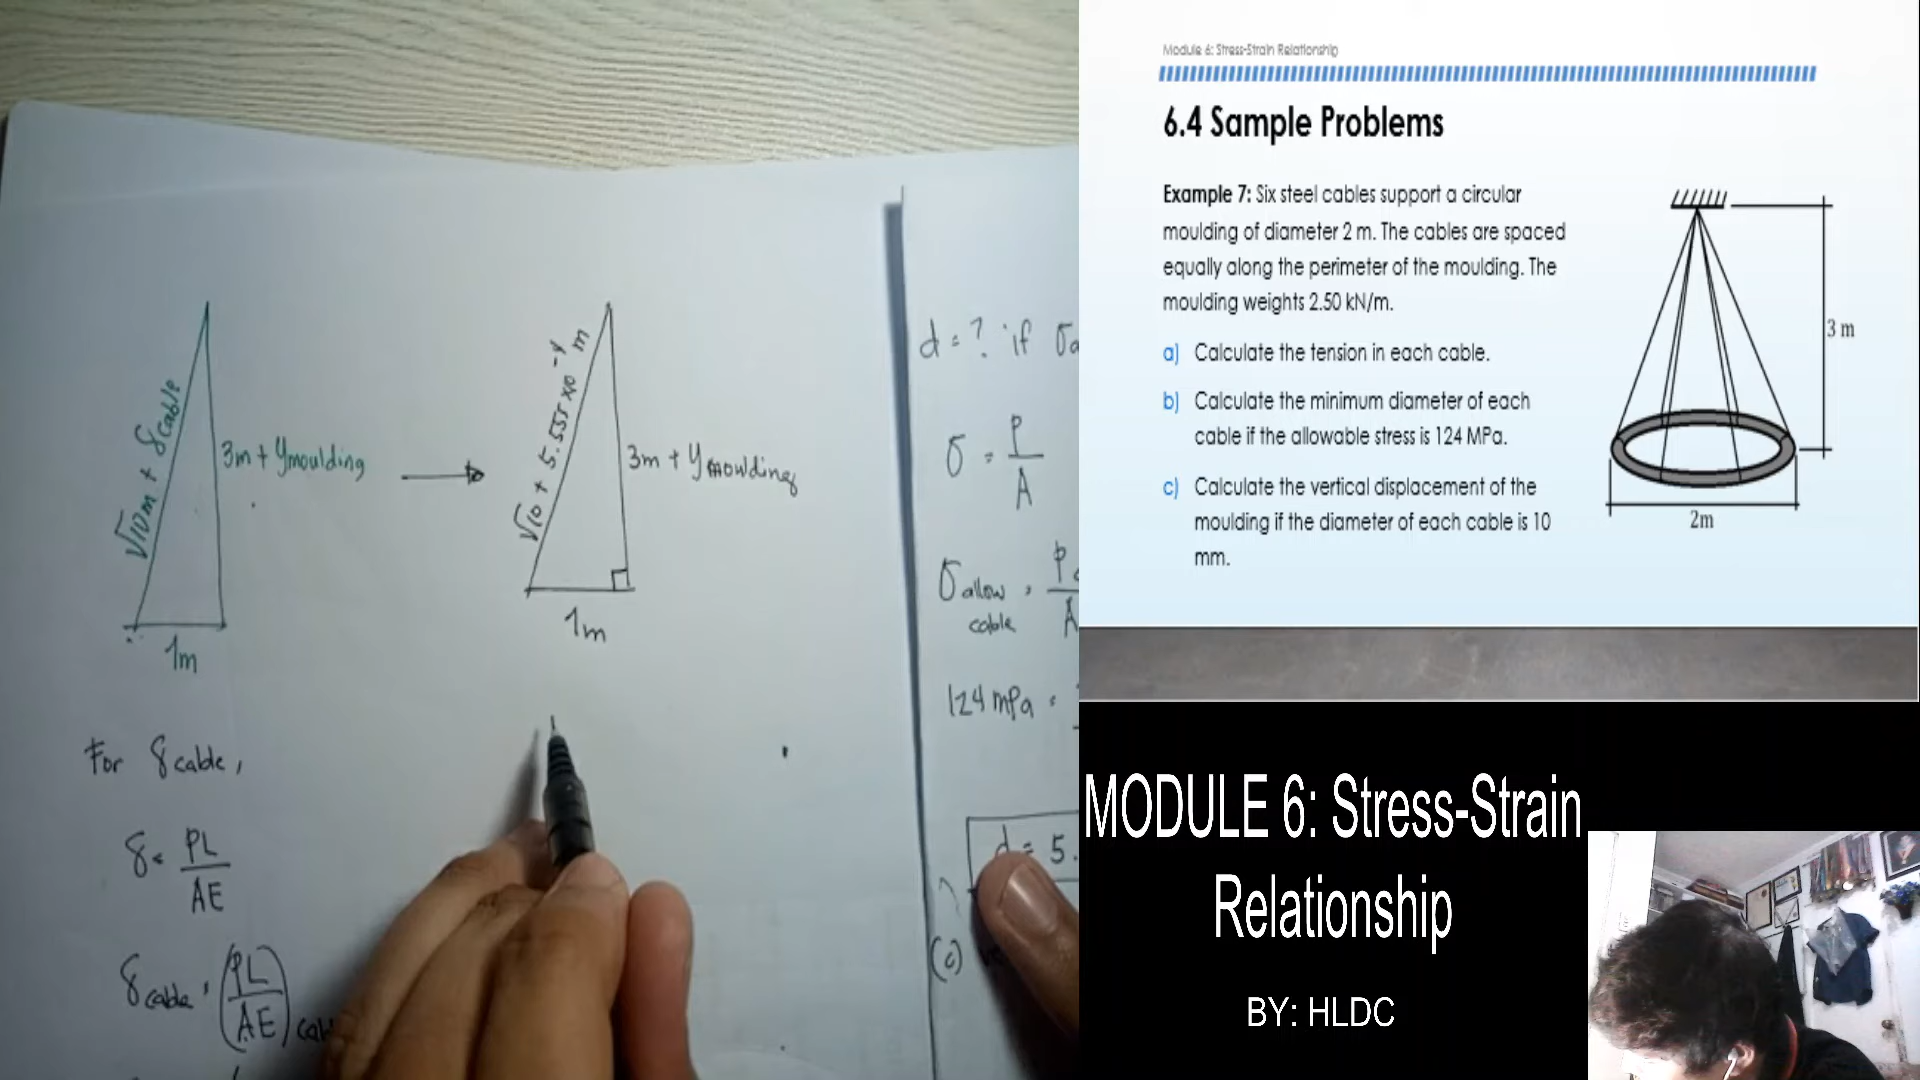 √10m + δcable
3m + ymoulding
1m
√10 + 5.555x10⁻⁴ m
3m + ymoulding
1m
For δcable,
δ = PL/AE
δcable = (PL/AE)
d = ? if σa
σ = P/A
σallow cable = P
A
124 mPa =
d = 5.
(c)
Module 6: Stress-Strain Relationship
6.4 Sample Problems
Example 7: Six steel cables support a circular
moulding of diameter 2 m. The cables are spaced
equally along the perimeter of the moulding. The
moulding weights 2.50 kN/m.
a) Calculate the tension in each cable.
b) Calculate the minimum diameter of each
cable if the allowable stress is 124 MPa.
c) Calculate the vertical displacement of the
moulding if the diameter of each cable is 10
mm.
3 m
2m
MODULE 6: Stress-Strain
Relationship
BY: HLDC